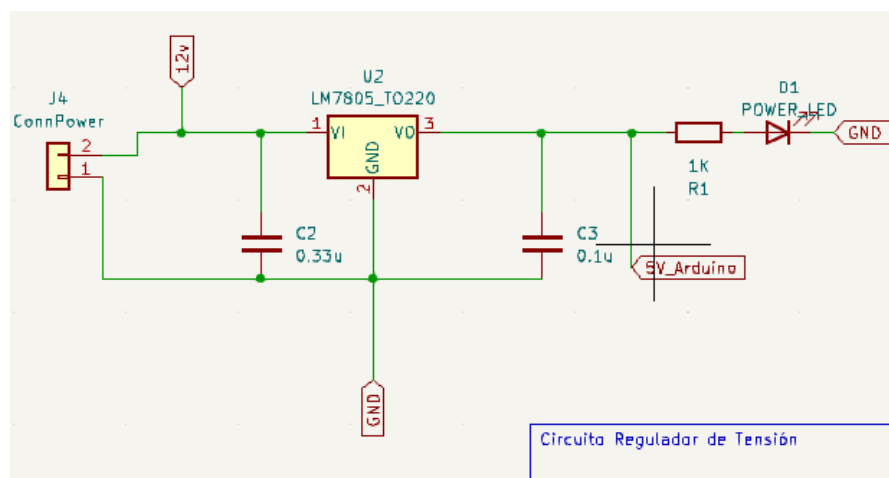 12v
J4
ConnPower
2
1
U2
LM7805_TO220
1
VI
VO
3
GND
2
C2
0.33u
C3
0.1u
1K
R1
D1
POWER_LED
GND
5V_Arduino
GND
Circuito Regulador de Tensión